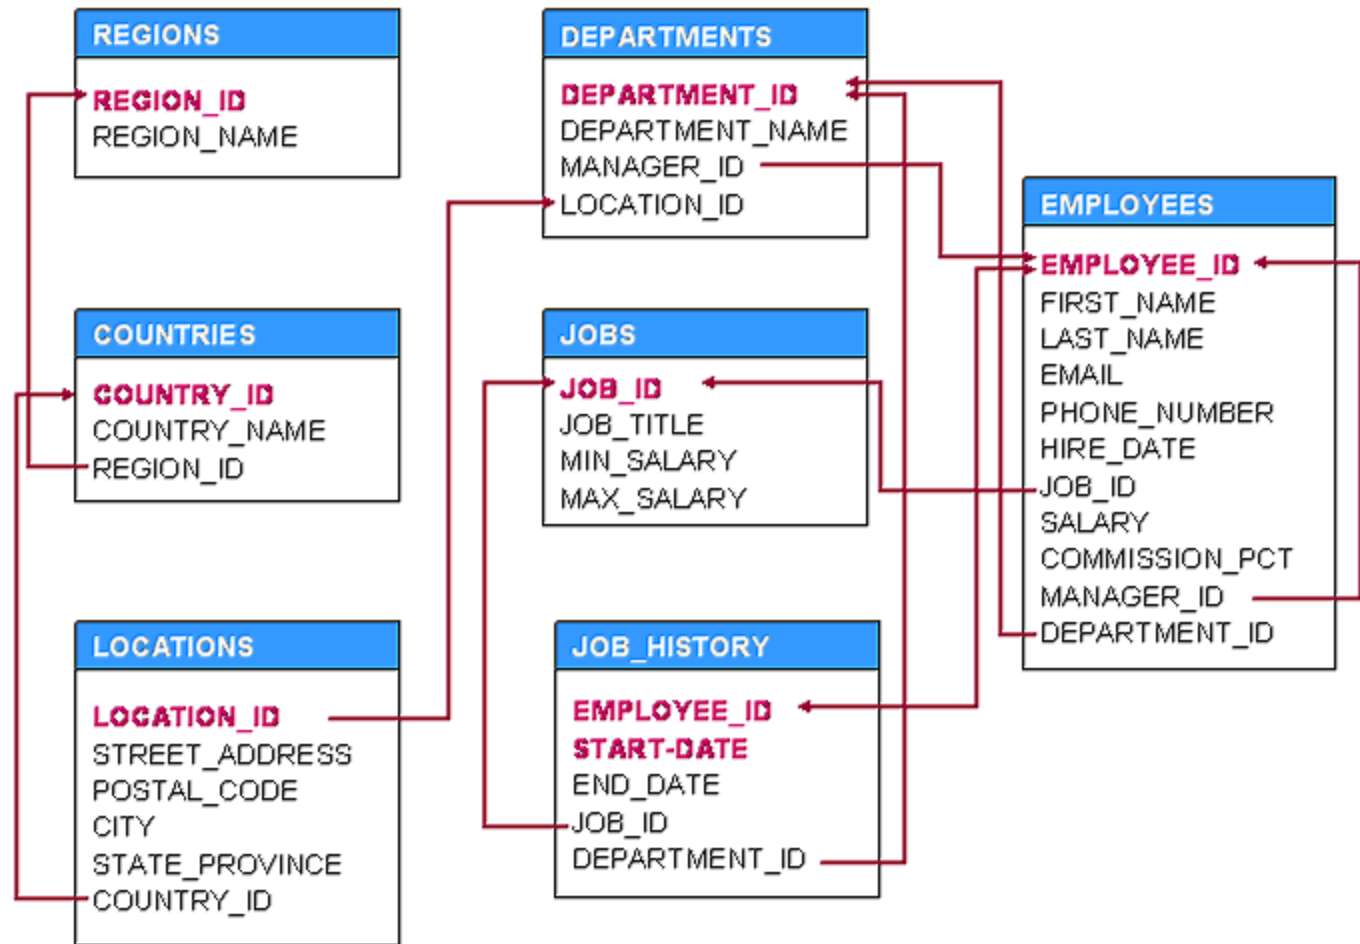 REGIONS
REGION_ID
REGION_NAME
DEPARTMENTS
DEPARTMENT_ID
DEPARTMENT_NAME
MANAGER_ID
LOCATION_ID
EMPLOYEES
EMPLOYEE_ID
FIRST_NAME
LAST_NAME
EMAIL
PHONE_NUMBER
HIRE_DATE
JOB_ID
SALARY
COMMISSION_PCT
MANAGER_ID
DEPARTMENT_ID
COUNTRIES
COUNTRY_ID
COUNTRY_NAME
REGION_ID
JOBS
JOB_ID
JOB_TITLE
MIN_SALARY
MAX_SALARY
LOCATIONS
LOCATION_ID
STREET_ADDRESS
POSTAL_CODE
CITY
STATE_PROVINCE
COUNTRY_ID
JOB_HISTORY
EMPLOYEE_ID
START-DATE
END_DATE
JOB_ID
DEPARTMENT_ID